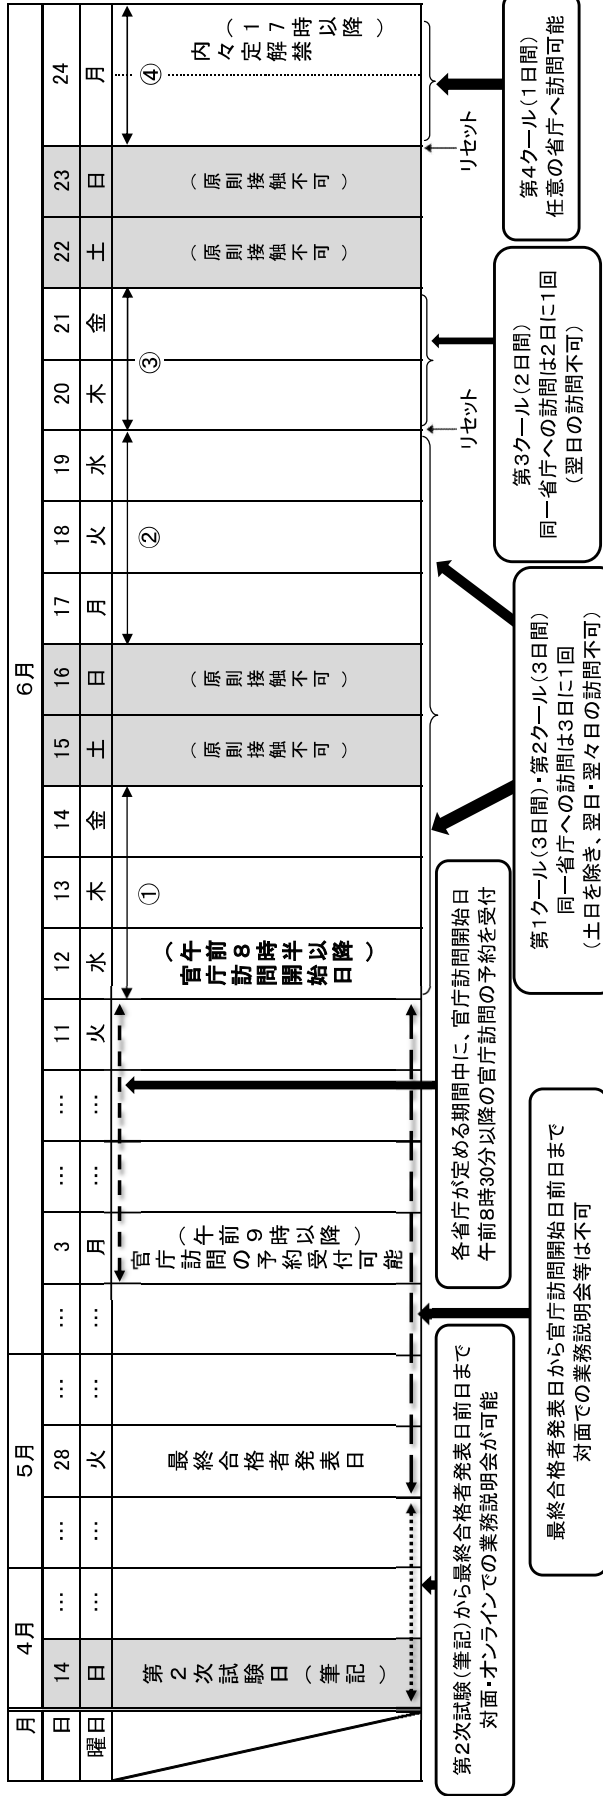 月
4月
5月
6月
日
14
…
…
28
…
…
3
…
…
11
12
13
14
15
16
17
18
19
20
21
22
23
24
曜日
日
…
…
火
…
…
月
…
…
火
水
木
金
土
日
月
火
水
木
金
土
日
月
第2次試験日(筆記)
最終合格者発表日
官庁訪問の予約受付可能
(午前9時以降)
官庁訪問開始日
(午前8時半以降)
①
(原則接触不可)
(原則接触不可)
②
③
(原則接触不可)
(原則接触不可)
④
内々定解禁
(17時以降)
リセット
リセット
第2次試験(筆記)から最終合格者発表日前日まで
対面・オンラインでの業務説明会が可能
最終合格者発表日から官庁訪問開始日前日まで
対面での業務説明会等は不可
各省庁が定める期間中に、官庁訪問開始日
午前8時30分以降の官庁訪問の予約を受付
第1クール(3日間)・第2クール(3日間)
同一省庁への訪問は3日に1回
(土日を除き、翌日・翌々日の訪問不可)
第3クール(2日間)
同一省庁への訪問は2日に1回
(翌日の訪問不可)
第4クール(1日間)
任意の省庁へ訪問可能